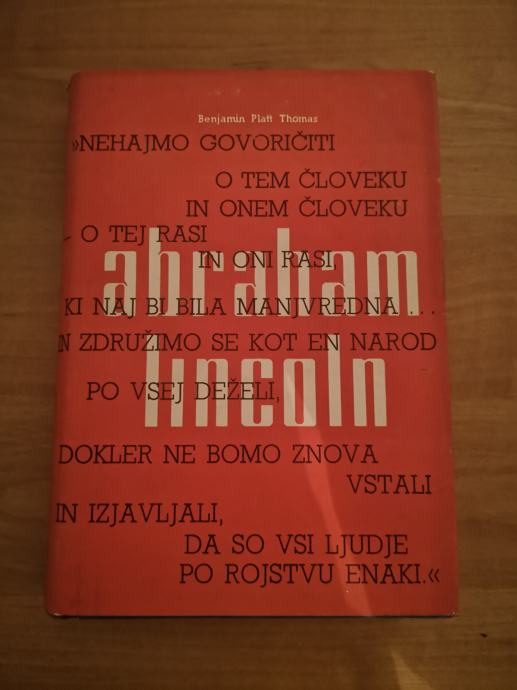 Benjamin Platt Thomas
»NEHAJMO GOVORIČITI
O TEM ČLOVEKU
IN ONEM ČLOVEKU
- O TEJ RASI
IN ONI RASI,
abraham
KI NAJ BI BILA MANJVREDNA ...
IN ZDRUŽIMO SE KOT EN NAROD
PO VSEJ DEŽELI,
lincoln
DOKLER NE BOMO ZNOVA
VSTALI
IN IZJAVLJALI,
DA SO VSI LJUDJE
PO ROJSTVU ENAKI.«